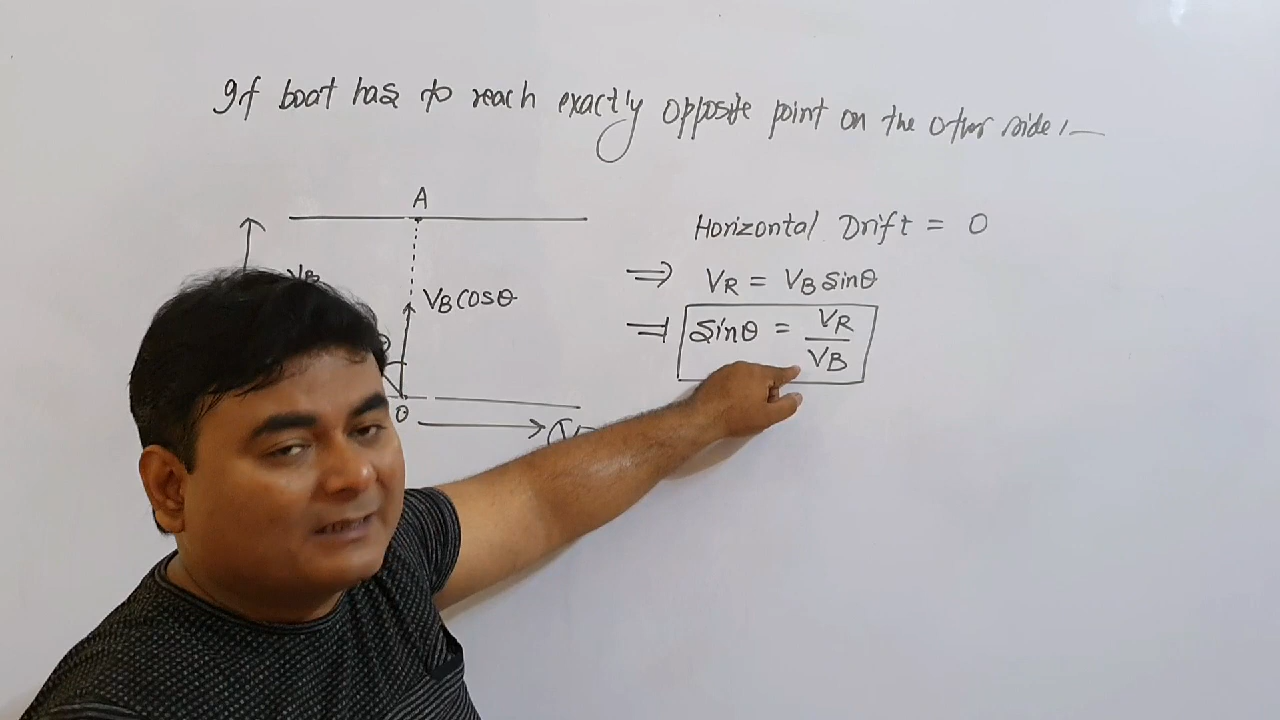 If boat has to reach exactly opposite point on the other side :—
A
Horizontal Drift = 0
VB
⇒ VR = VB sinθ
VB cosθ
⇒ sinθ = VR/VB
θ
O